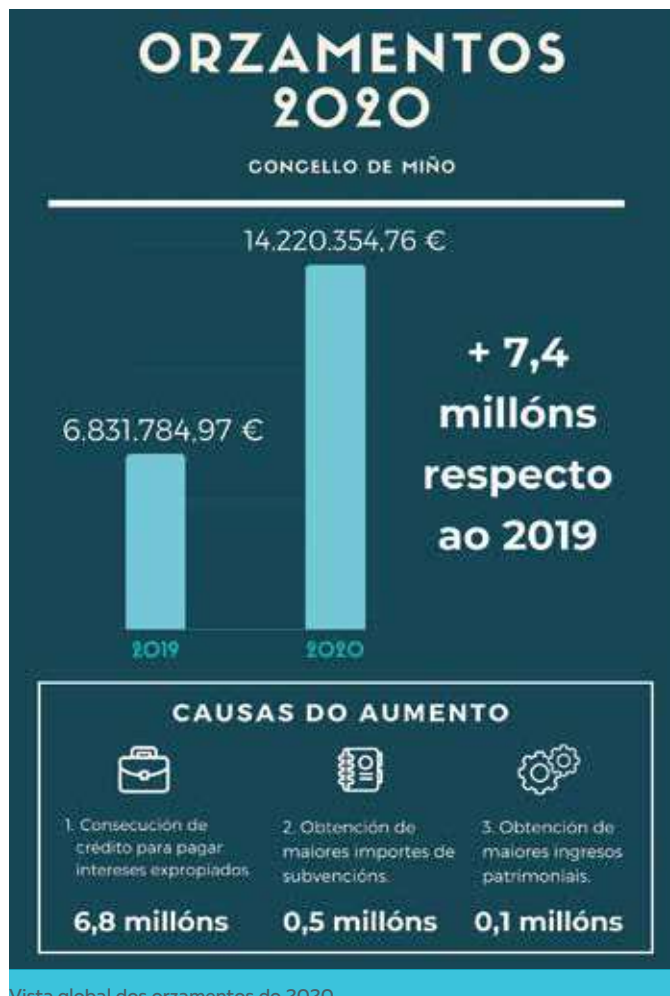 ORZAMENTOS
2020
CONCELLO DE MIÑO
14.220.354,76 €
6.831.784,97 €
+ 7,4
millóns
respecto
ao 2019
2019
2020
CAUSAS DO AUMENTO
1. Consecución de
crédito para pagar
intereses expropiados
6,8 millóns
2. Obtención de
maiores importes de
subvencións.
0,5 millóns
3. Obtención de
maiores ingresos
patrimoniais.
0,1 millóns
Vista global dos orzamentos do 2020